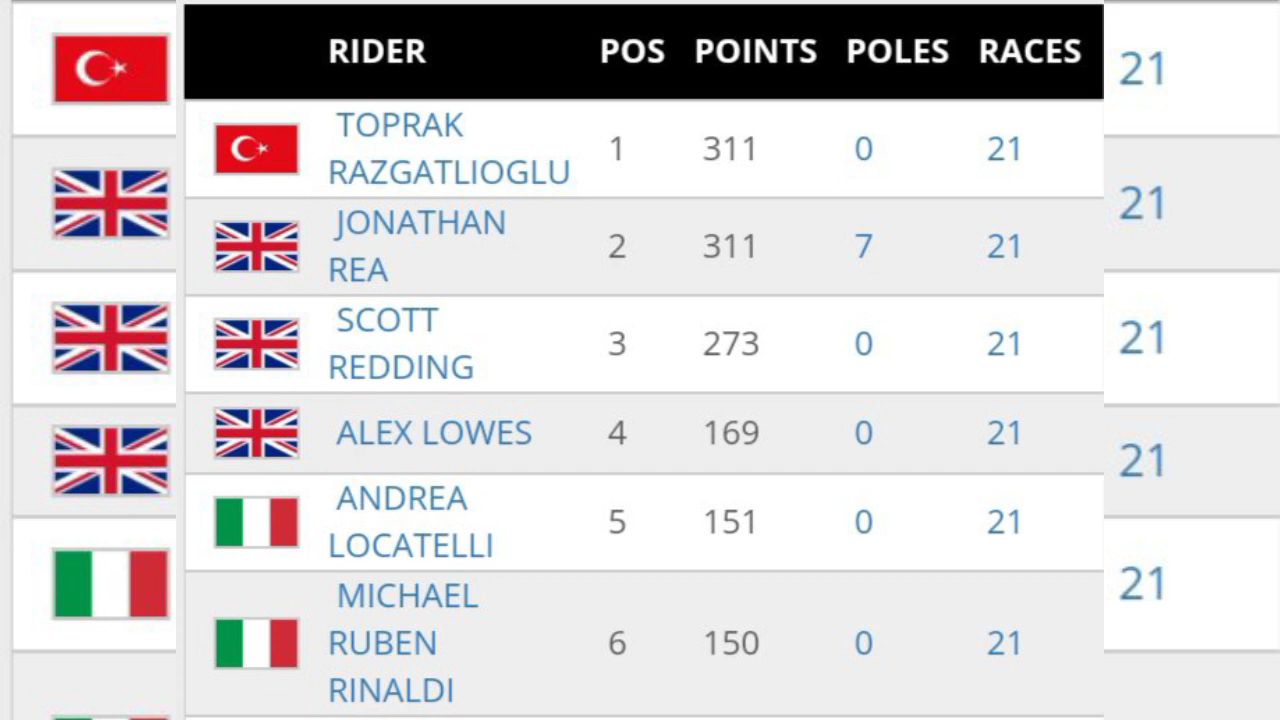 RIDER POS POINTS POLES RACES
TOPRAK
RAZGATLIOGLU 1 311 0 21
JONATHAN
REA 2 311 7 21
SCOTT
REDDING 3 273 0 21
ALEX LOWES 4 169 0 21
ANDREA
LOCATELLI 5 151 0 21
MICHAEL
RUBEN 6 150 0 21
RINALDI
21
21
21
21
21